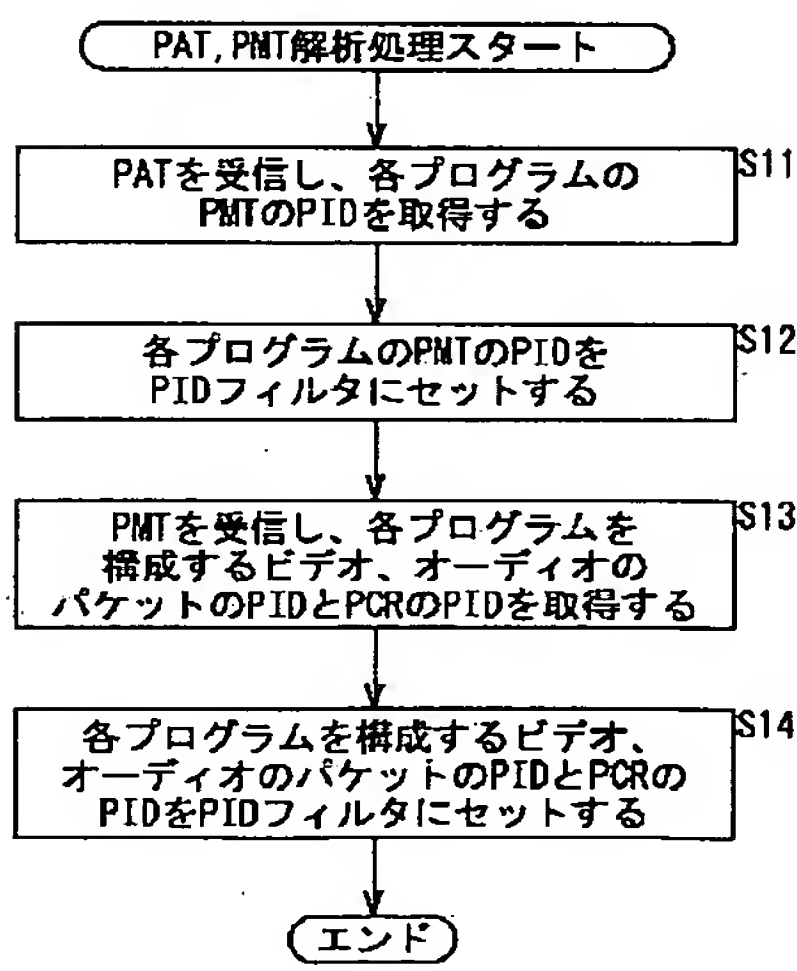 PAT,PMT解析処理スタート
S11
PATを受信し、各プログラムの
PMTのPIDを取得する
S12
各プログラムのPMTのPIDを
PIDフィルタにセットする
S13
PMTを受信し、各プログラムを
構成するビデオ、オーディオの
パケットのPIDとPCRのPIDを取得する
S14
各プログラムを構成するビデオ、
オーディオのパケットのPIDとPCRの
PIDをPIDフィルタにセットする
エンド